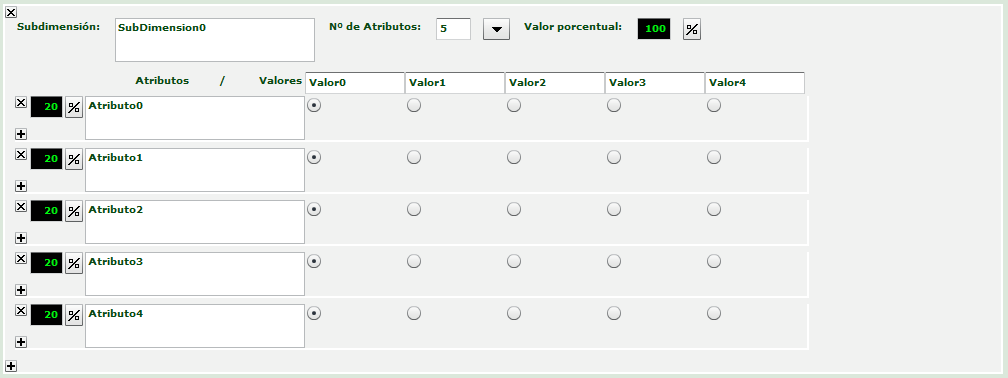 Subdimensión: SubDimension0 Nº de Atributos: 5 Valor porcentual: 100 %
Atributos / Valores Valor0 Valor1 Valor2 Valor3 Valor4
20 % Atributo0
20 % Atributo1
20 % Atributo2
20 % Atributo3
20 % Atributo4